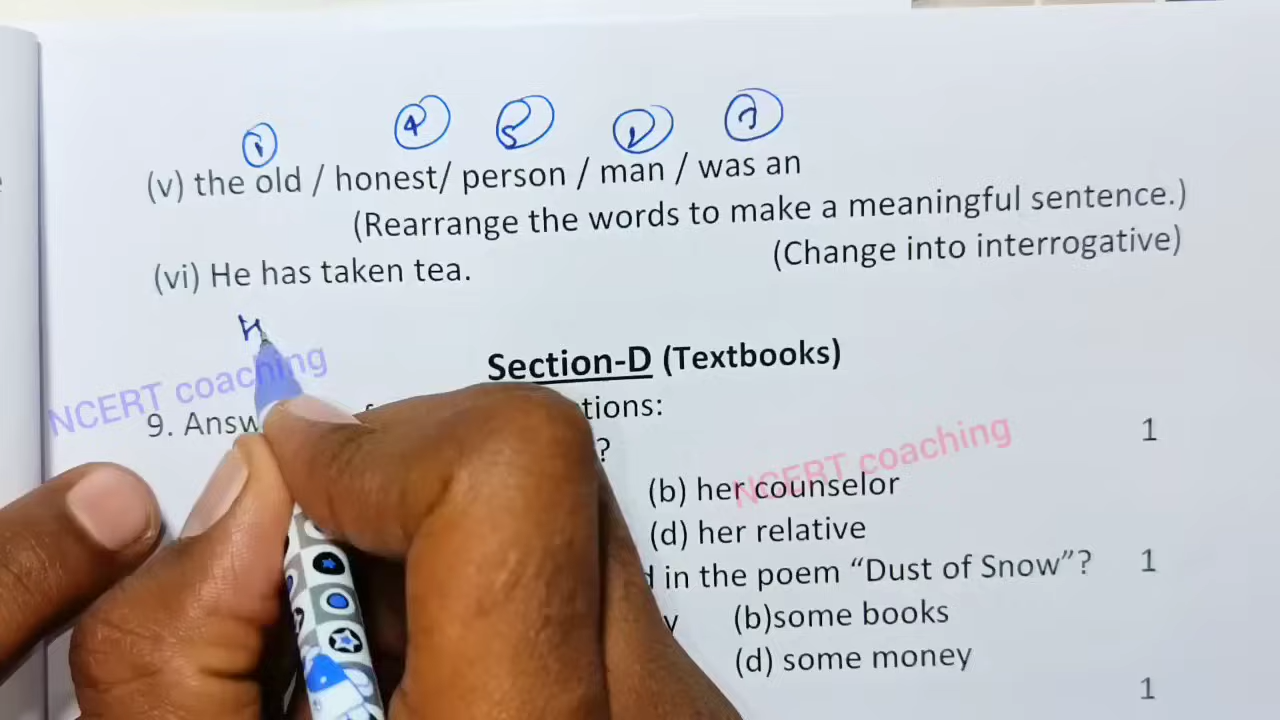 1 4 5 2 3
(v) the old / honest/ person / man / was an
(Rearrange the words to make a meaningful sentence.)
(vi) He has taken tea. (Change into interrogative)
H
Section-D (Textbooks)
NCERT coaching
9. Answ tions:
? 1
NCERT coaching
(b) her counselor
(d) her relative
in the poem “Dust of Snow”? 1
(b)some books
(d) some money
1